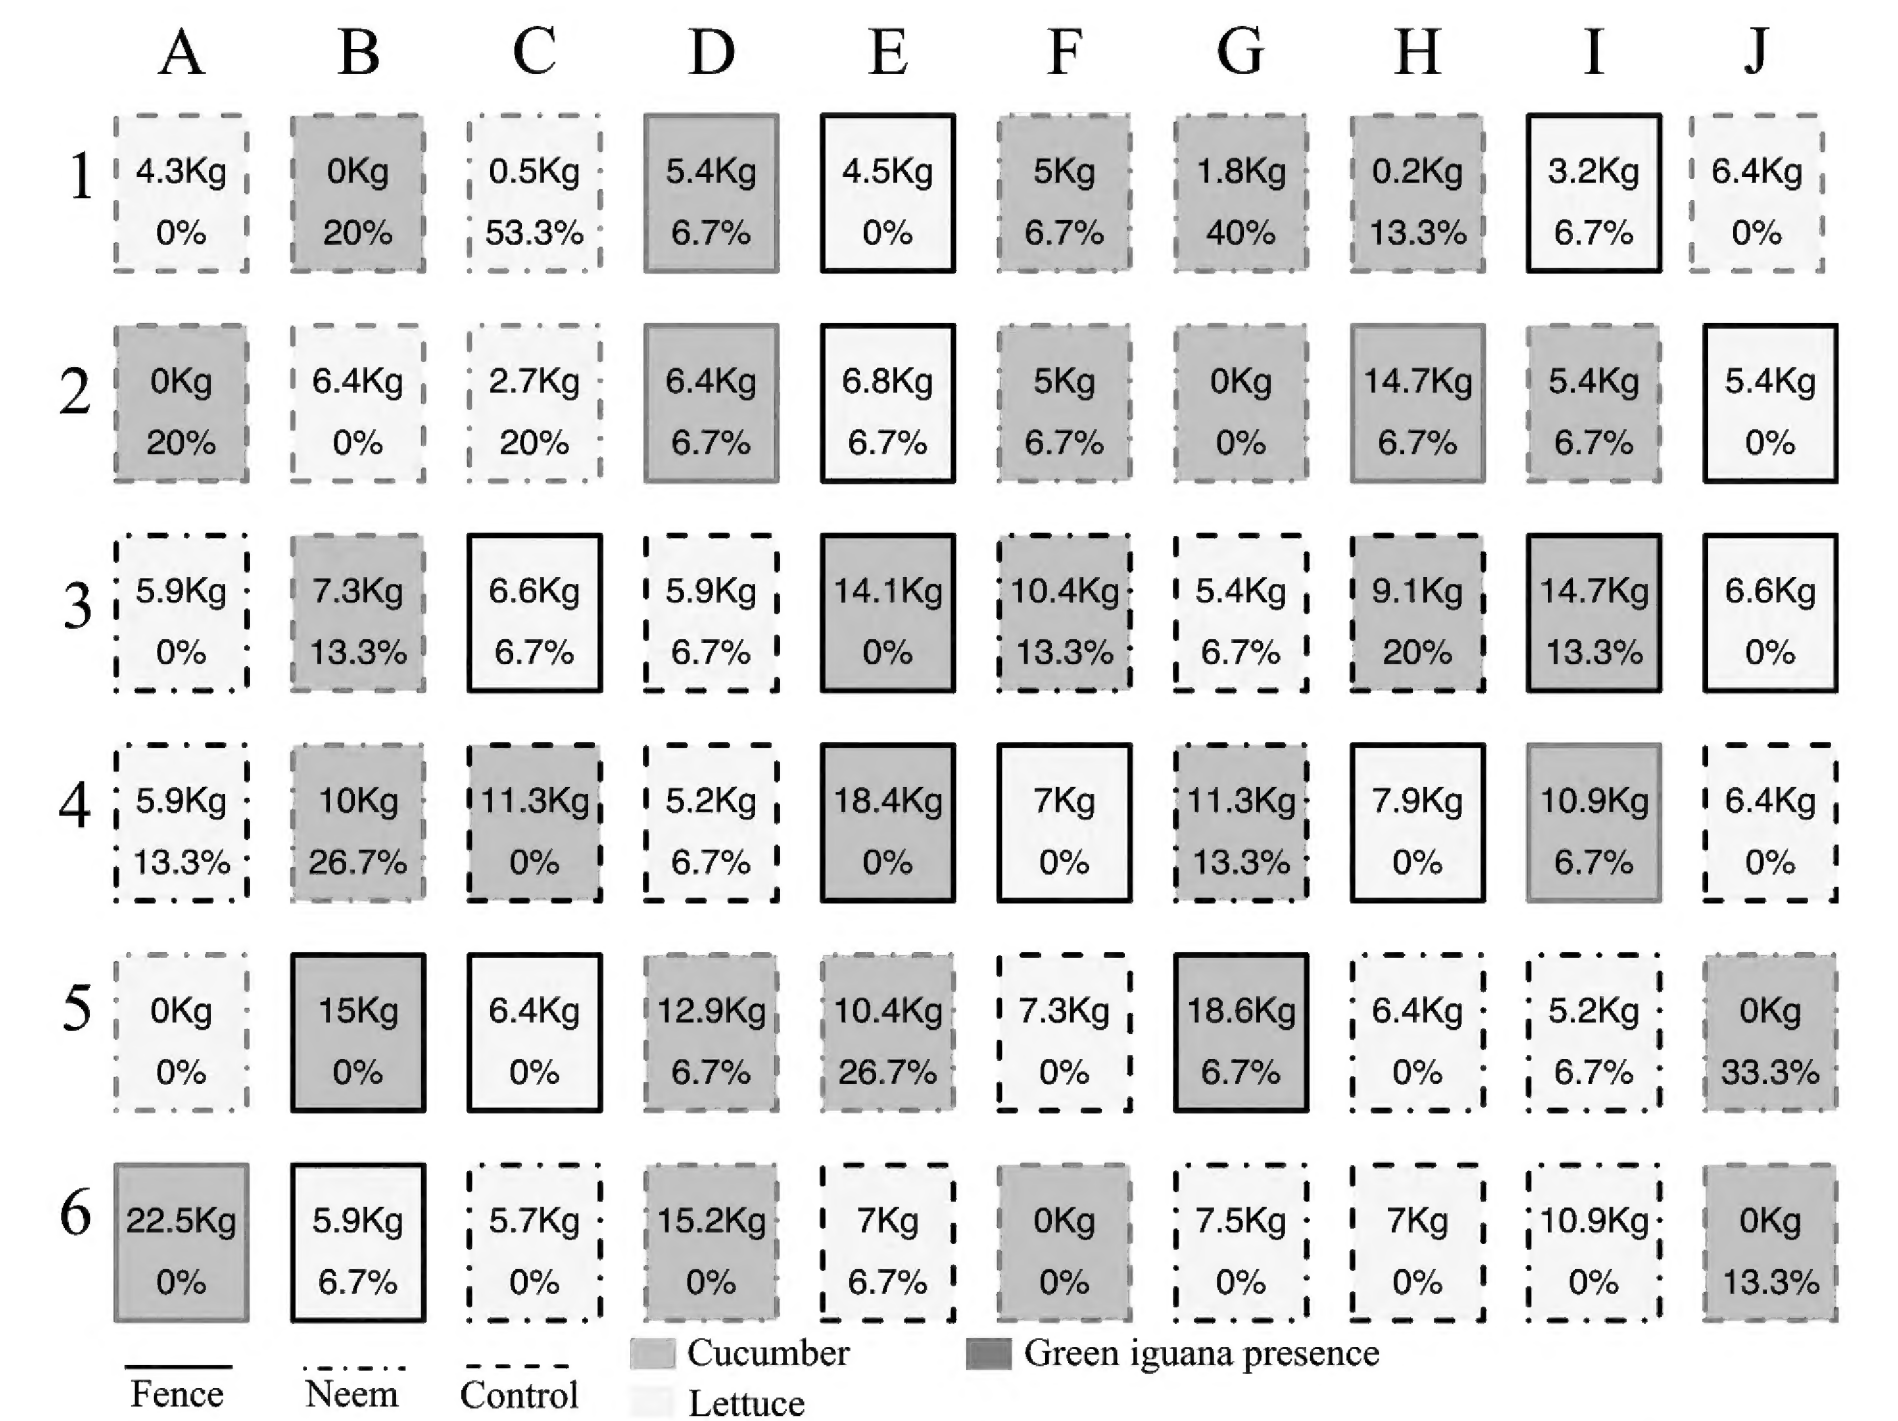 A B C D E F G H I J
1 4.3Kg 0Kg 0.5Kg 5.4Kg 4.5Kg 5Kg 1.8Kg 0.2Kg 3.2Kg 6.4Kg
0% 20% 53.3% 6.7% 0% 6.7% 40% 13.3% 6.7% 0%
2 0Kg 6.4Kg 2.7Kg 6.4Kg 6.8Kg 5Kg 0Kg 14.7Kg 5.4Kg 5.4Kg
20% 0% 20% 6.7% 6.7% 6.7% 0% 6.7% 6.7% 0%
3 5.9Kg 7.3Kg 6.6Kg 5.9Kg 14.1Kg 10.4Kg 5.4Kg 9.1Kg 14.7Kg 6.6Kg
0% 13.3% 6.7% 6.7% 0% 13.3% 6.7% 20% 13.3% 0%
4 5.9Kg 10Kg 11.3Kg 5.2Kg 18.4Kg 7Kg 11.3Kg 7.9Kg 10.9Kg 6.4Kg
13.3% 26.7% 0% 6.7% 0% 0% 13.3% 0% 6.7% 0%
5 0Kg 15Kg 6.4Kg 12.9Kg 10.4Kg 7.3Kg 18.6Kg 6.4Kg 5.2Kg 0Kg
0% 0% 0% 6.7% 26.7% 0% 6.7% 0% 6.7% 33.3%
6 22.5Kg 5.9Kg 5.7Kg 15.2Kg 7Kg 0Kg 7.5Kg 7Kg 10.9Kg 0Kg
0% 6.7% 0% 0% 6.7% 0% 0% 0% 0% 13.3%
Cucumber Green iguana presence
Fence Neem Control Lettuce